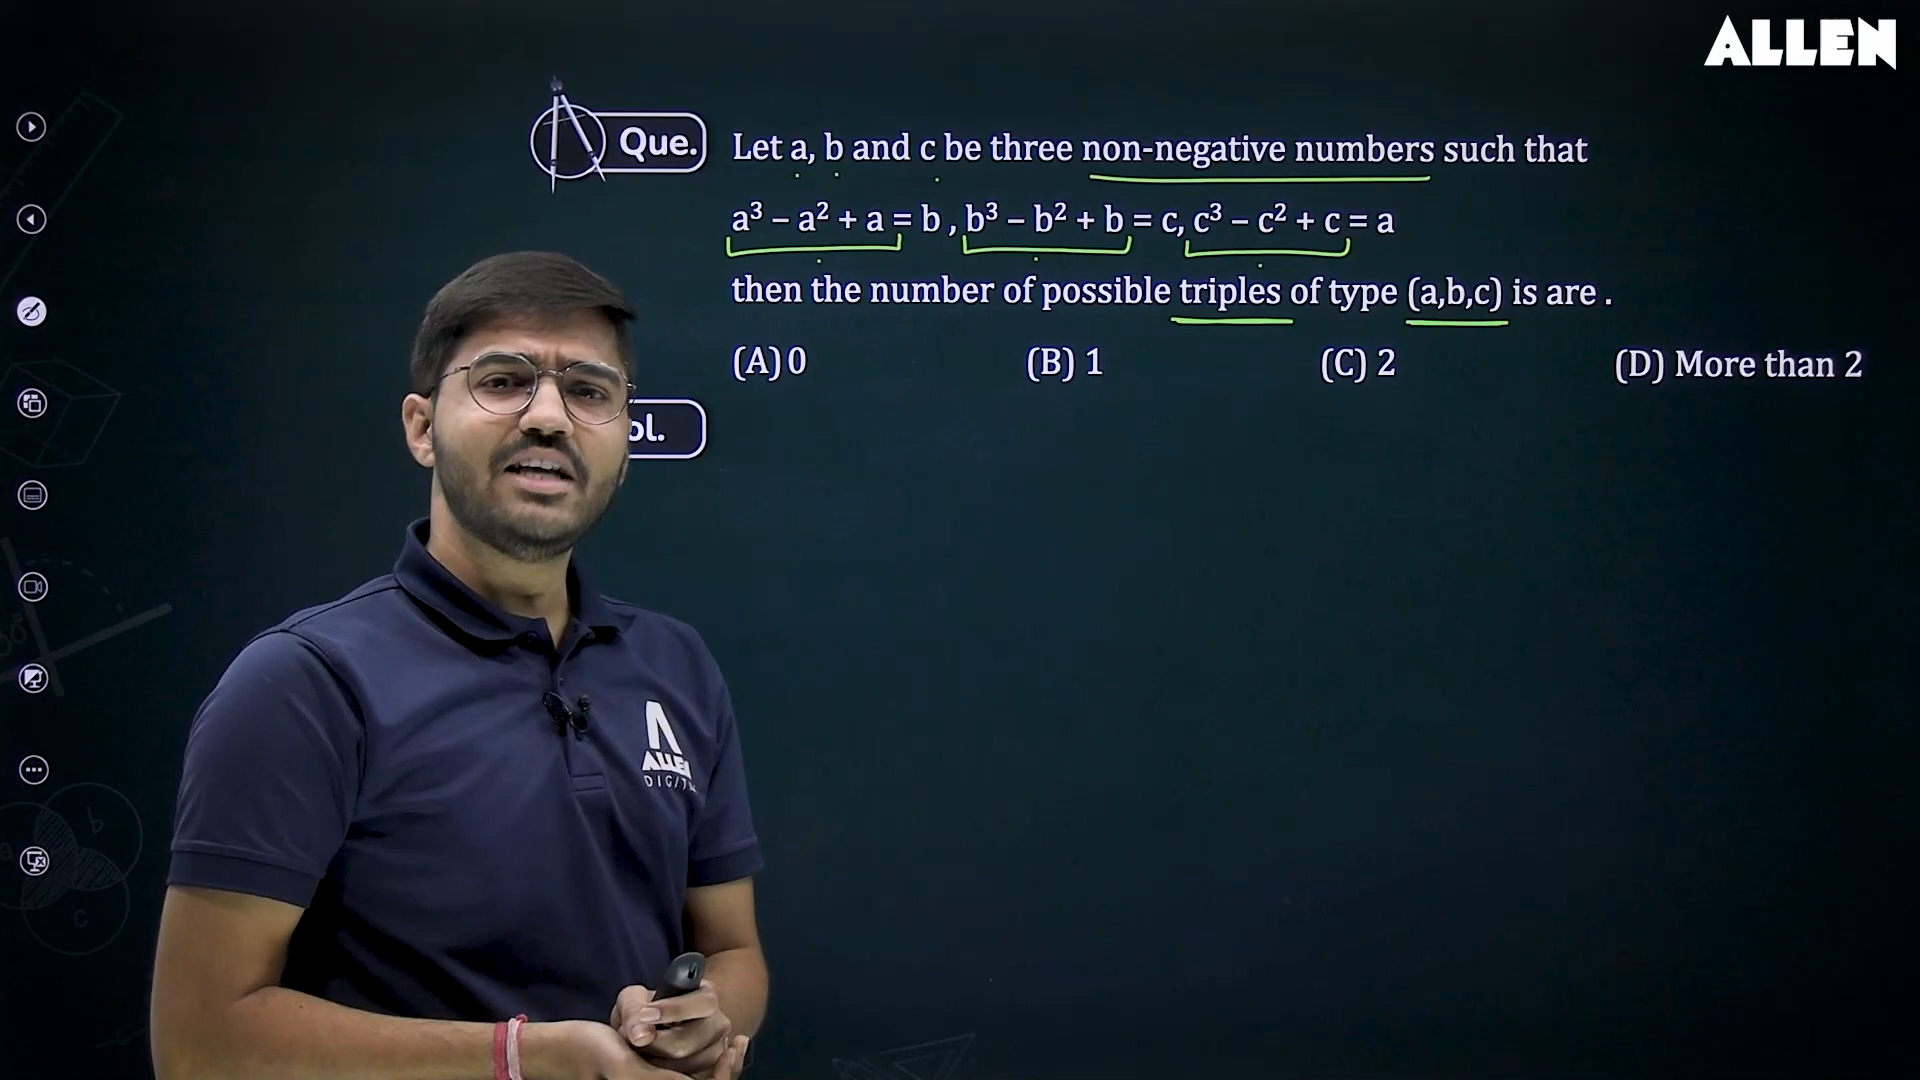 ALLEN
Que. Let a, b and c be three non-negative numbers such that
a³ – a² + a = b , b³ – b² + b = c, c³ – c² + c = a
then the number of possible triples of type (a,b,c) is are .
(A) 0 (B) 1 (C) 2 (D) More than 2
ol.
ALLEN
b
c